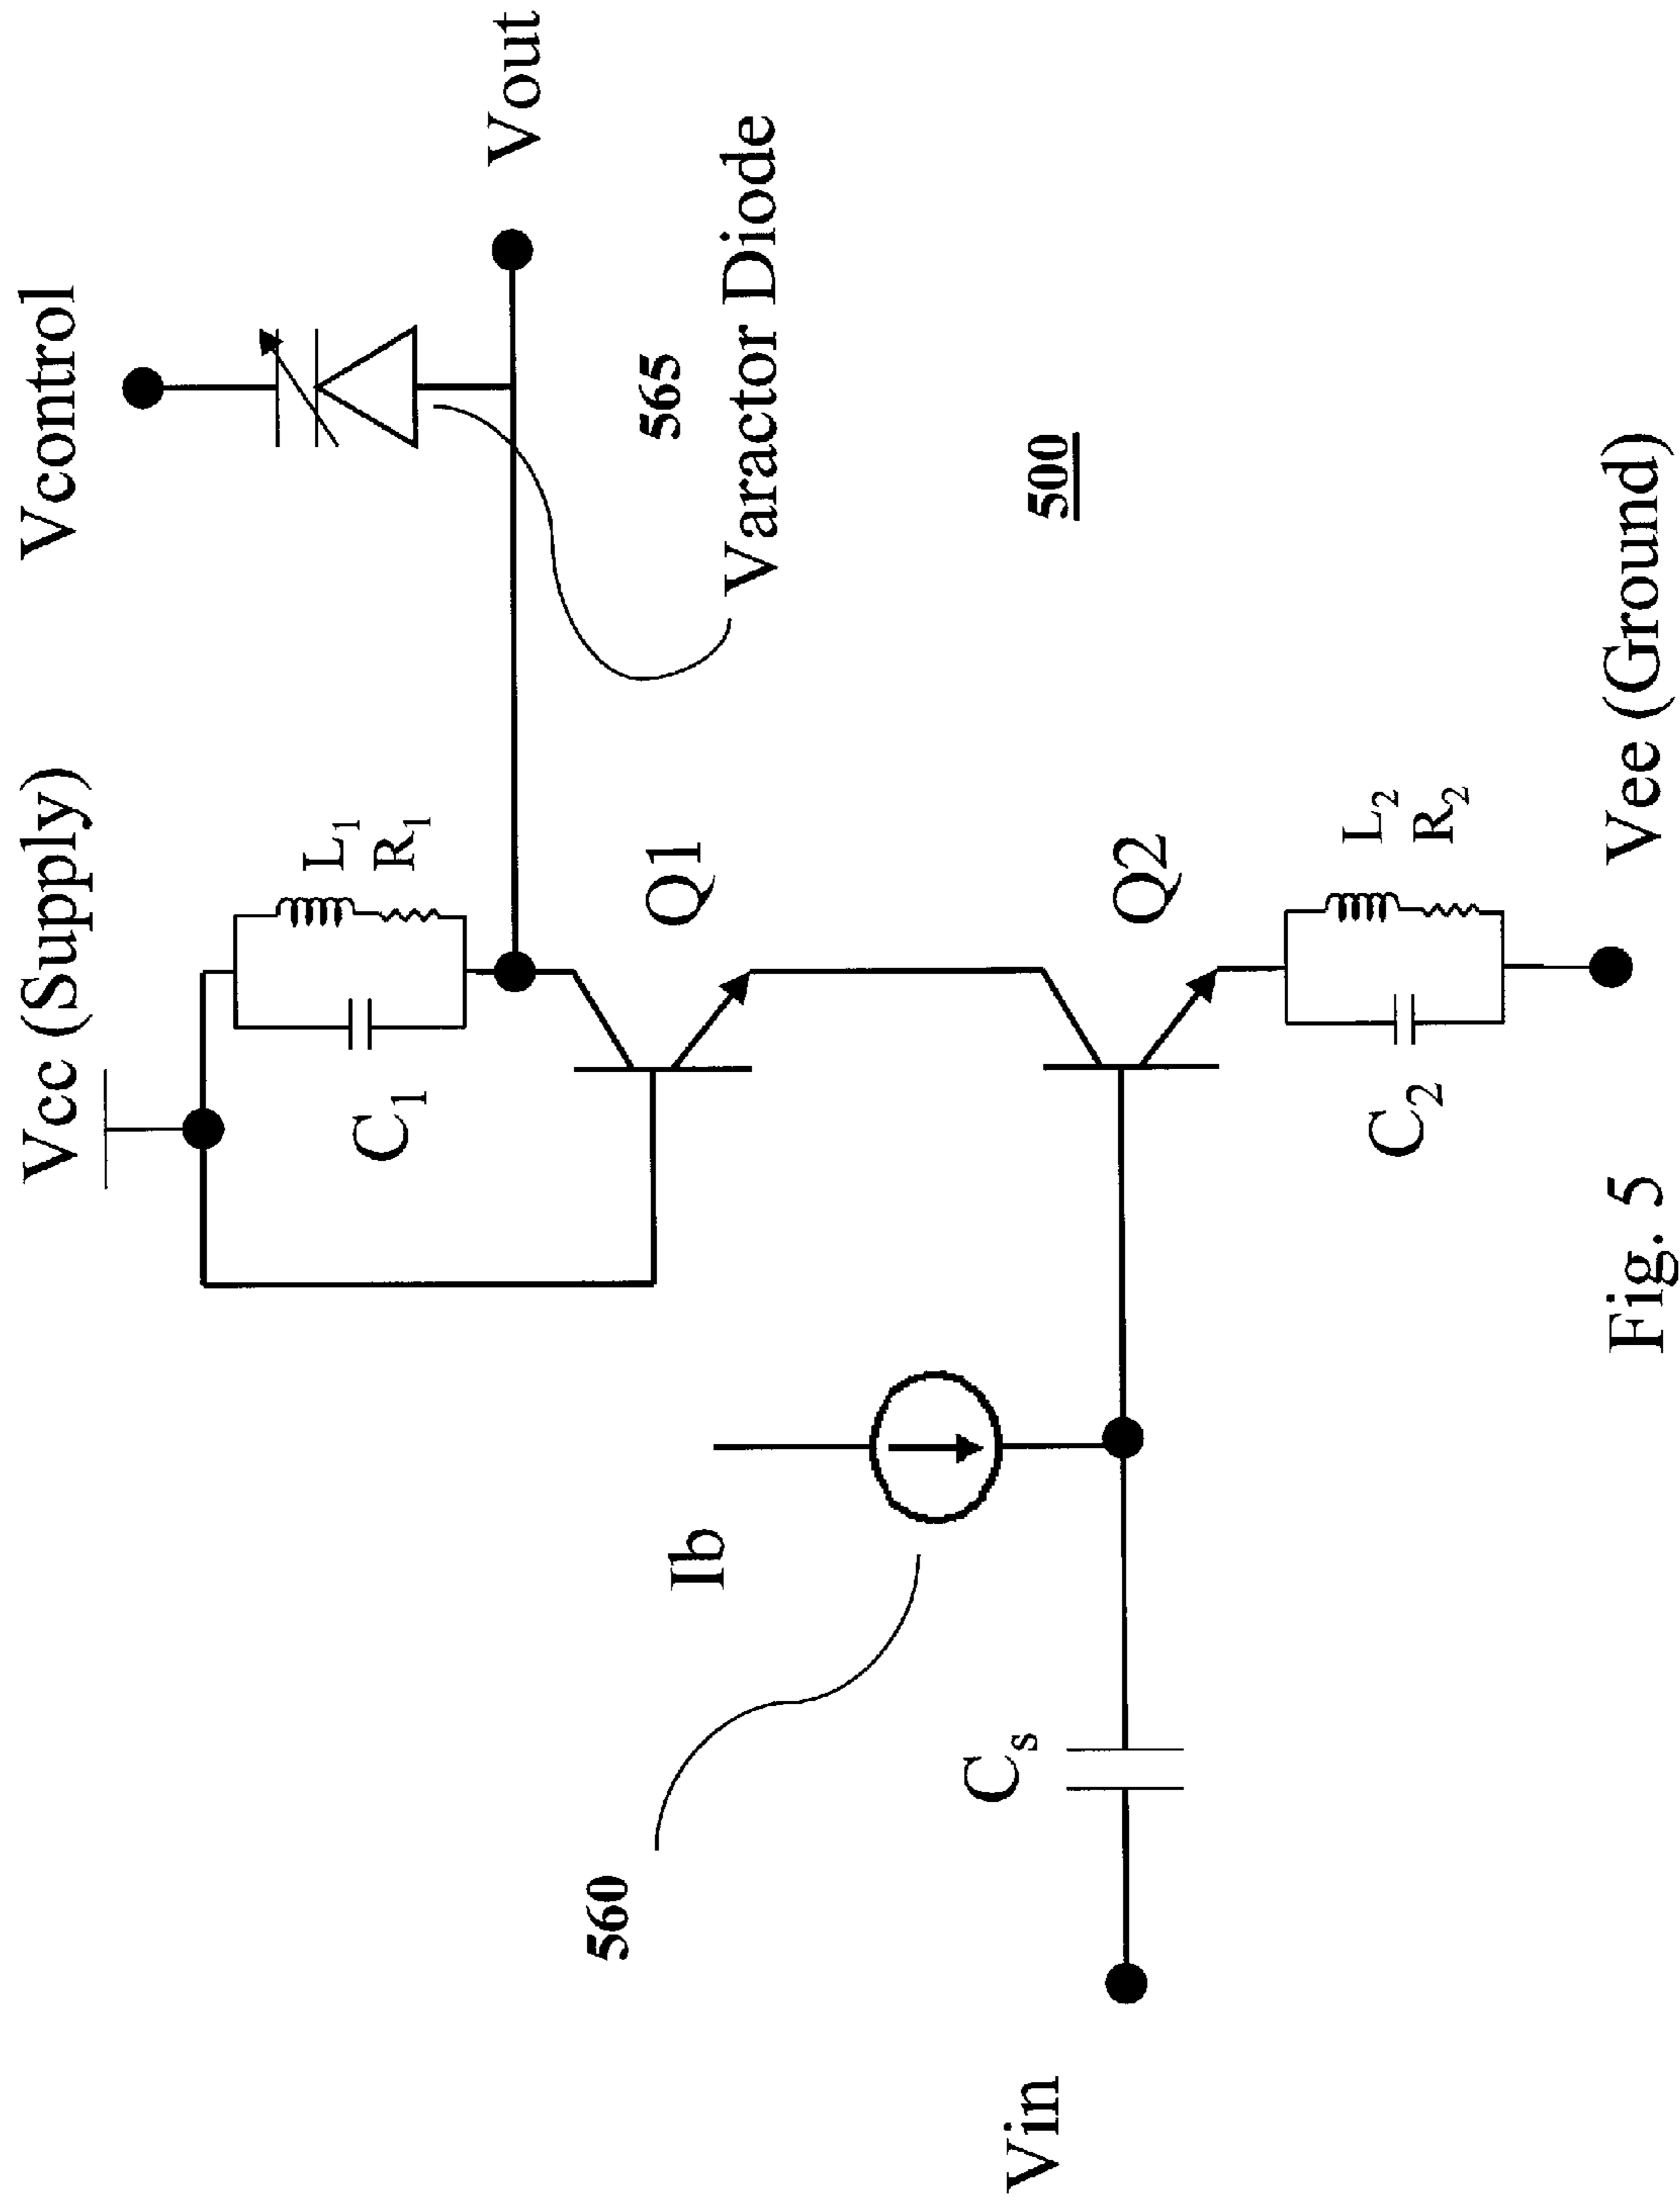 Vcc (Supply)
Vcontrol
L1
R1
C1
Vout
Q1
565
Varactor Diode
Ib
560
500
Cs
Q2
Vin
L2
R2
C2
Vee (Ground)
Fig. 5